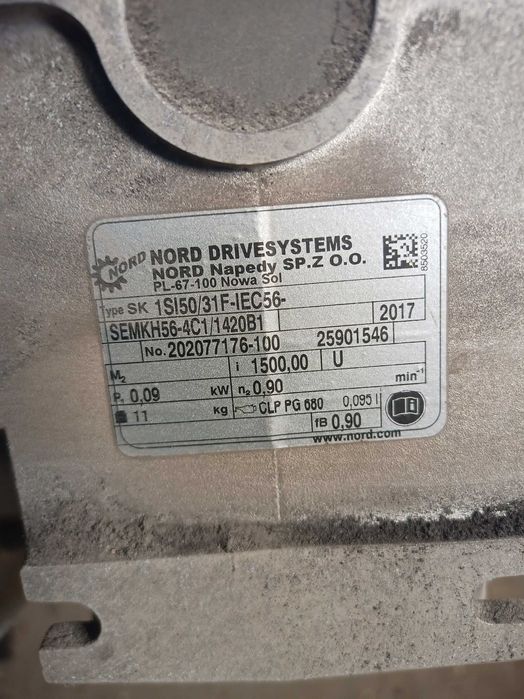 NORD
NORD DRIVESYSTEMS
NORD Napedy SP.Z O.O.
PL-67-100 Nowa Sol
8503520
Type SK 1SI50/31F-IEC56-
SEMKH56-4C1/1420B1 2017
No. 202077176-100 25901546
M2 i 1500,00 U
P1 0,09 kW n2 0,90 min-1
11 kg CLP PG 680 0,095 l
fB 0,90
www.nord.com